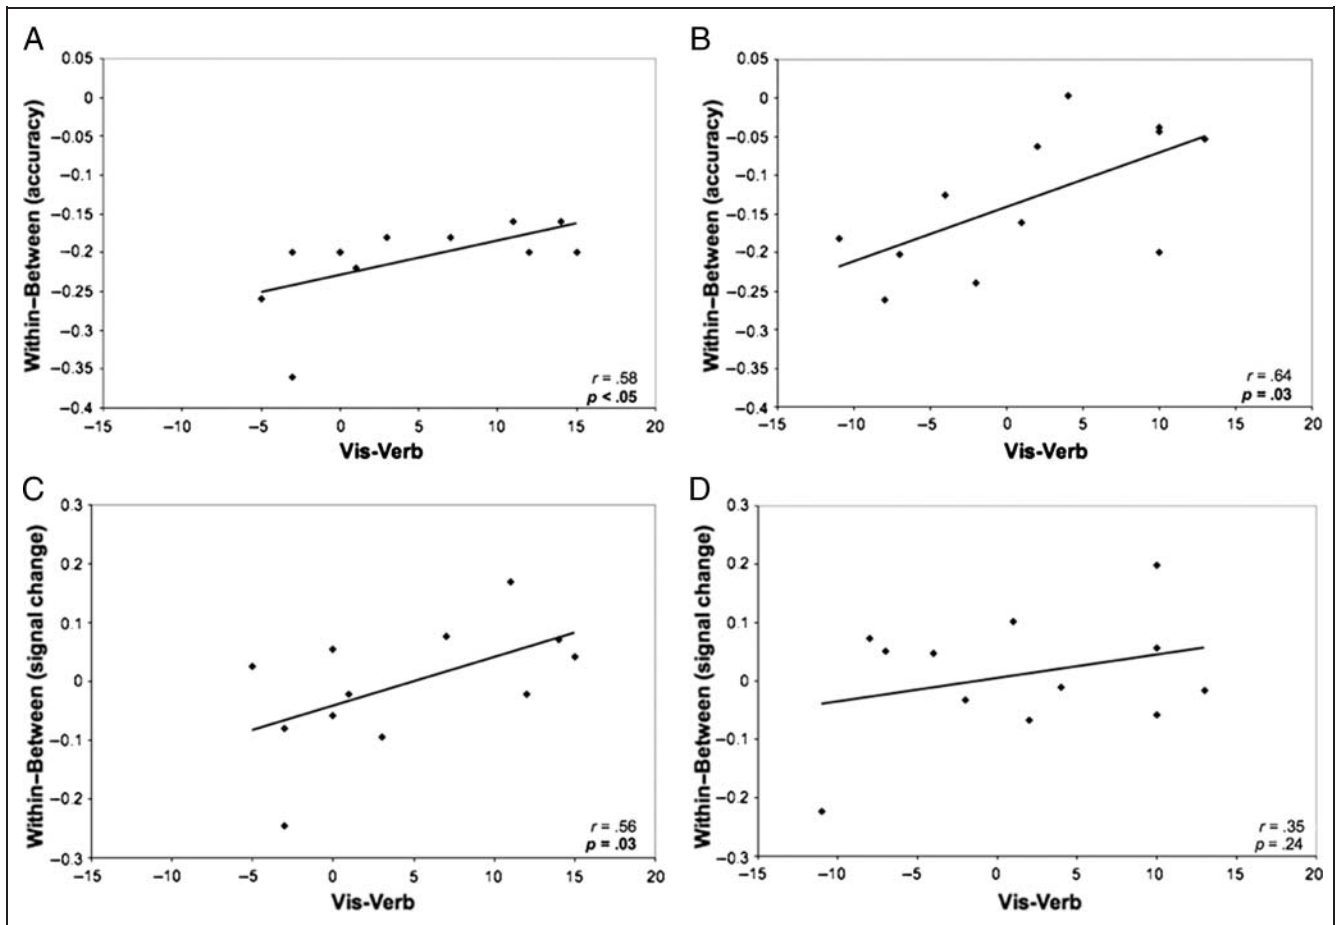 A
0.05
0
−0.05
−0.1
−0.15
−0.2
−0.25
−0.3
−0.35
−0.4
Within−Between (accuracy)
−15 −10 −5 0 5 10 15 20
Vis-Verb
r = .58
p < .05
B
0.05
0
−0.05
−0.1
−0.15
−0.2
−0.25
−0.3
−0.35
−0.4
Within−Between (accuracy)
−15 −10 −5 0 5 10 15 20
Vis-Verb
r = .64
p = .03
C
0.3
0.2
0.1
0
−0.1
−0.2
−0.3
Within−Between (signal change)
−15 −10 −5 0 5 10 15 20
Vis-Verb
r = .56
p = .03
D
0.3
0.2
0.1
0
−0.1
−0.2
−0.3
Within−Between (signal change)
−15 −10 −5 0 5 10 15 20
Vis-Verb
r = .35
p = .24